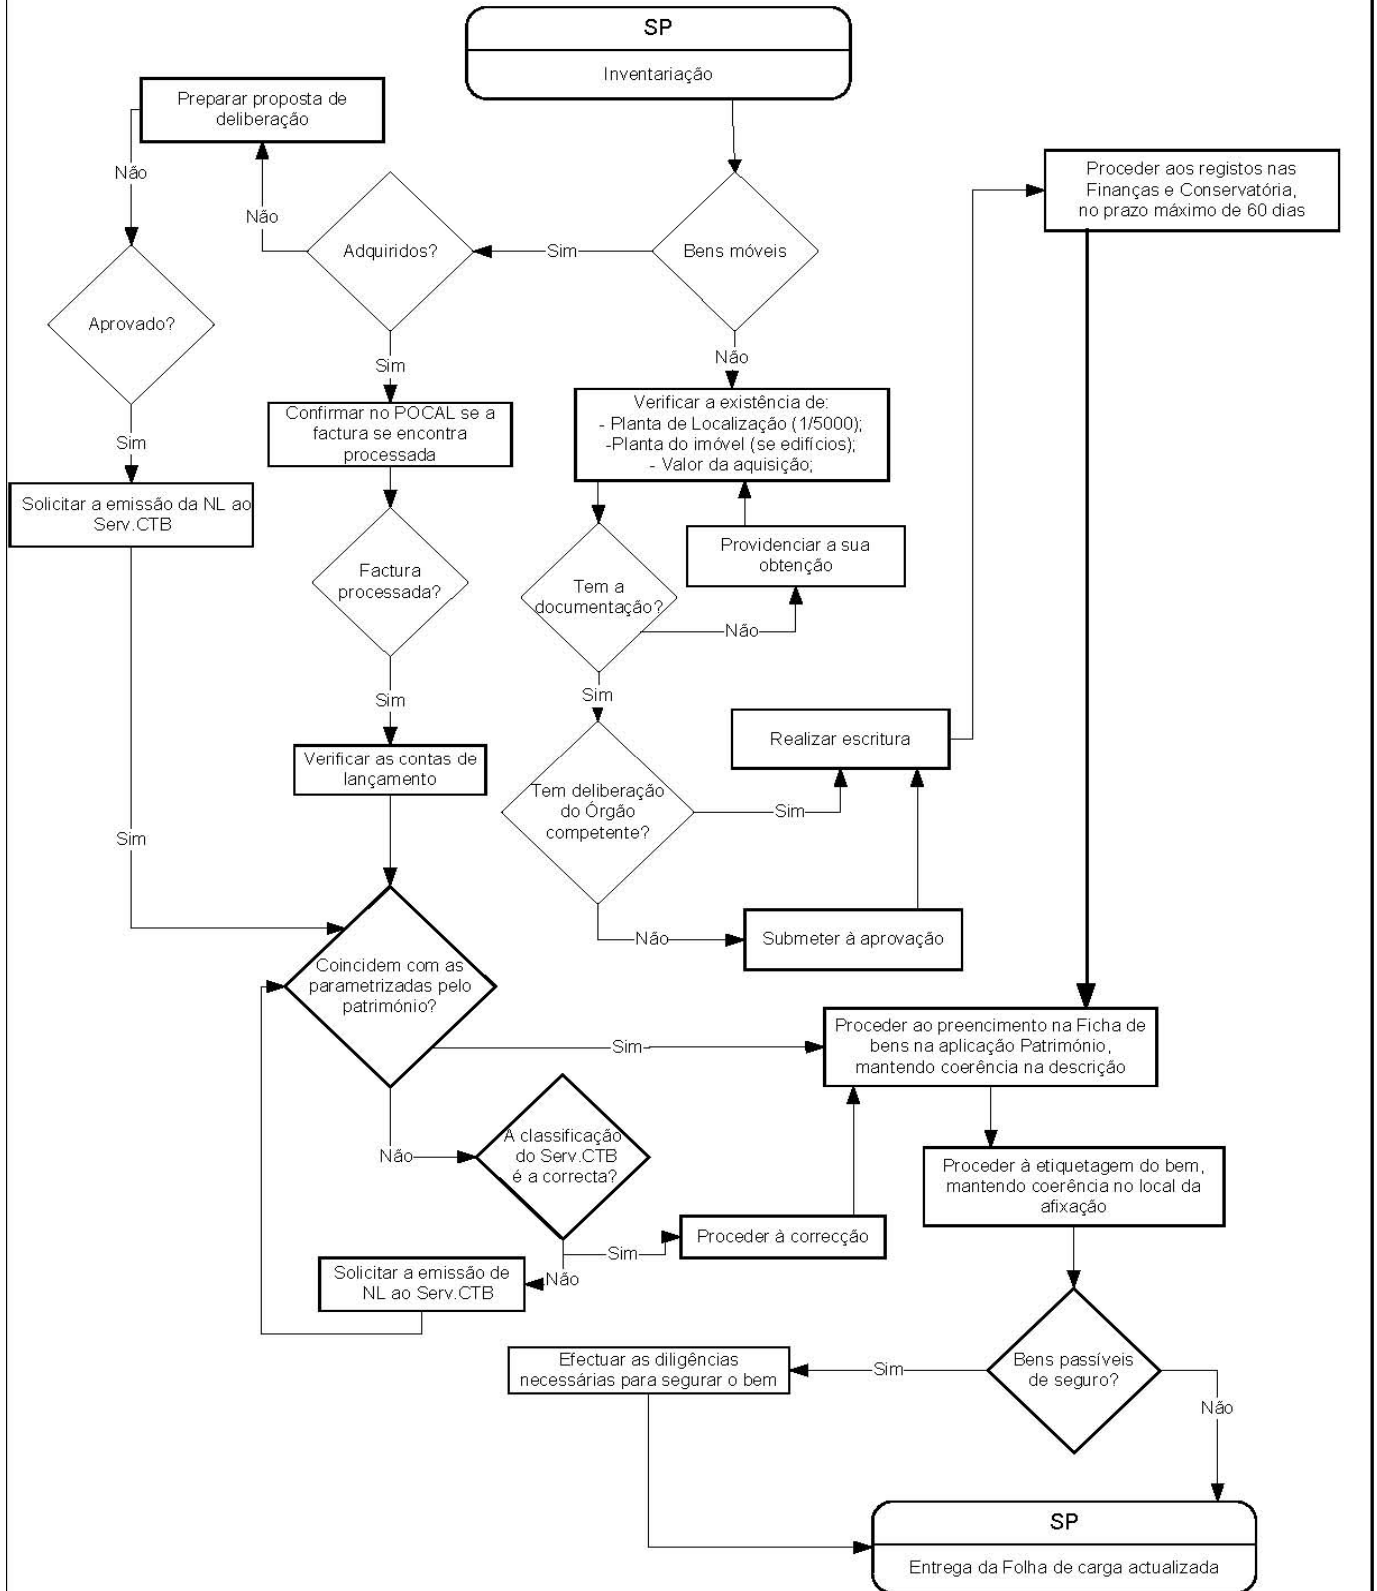 SP
Inventariação
Preparar proposta de
deliberação
Proceder aos registos nas
Finanças e Conservatória,
no prazo máximo de 60 dias
Não
Não
Adquiridos?
Sim
Bens móveis
Aprovado?
Sim
Não
Sim
Confirmar no POCAL se a
factura se encontra
processada
Verificar a existência de:
- Planta de Localização (1/5000);
-Planta do imóvel (se edifícios);
- Valor da aquisição;
Solicitar a emissão da NL ao
Serv.CTB
Factura
processada?
Tem a
documentação?
Providenciar a sua
obtenção
Não
Sim
Sim
Verificar as contas de
lançamento
Realizar escritura
Tem deliberação
do Órgão
competente?
Sim
Sim
Não
Submeter à aprovação
Coincidem com as
parametrizadas pelo
património?
Sim
Proceder ao preencimento na Ficha de
bens na aplicação Património,
mantendo coerência na descrição
Não
A classificação
do Serv.CTB
é a correcta?
Proceder à etiquetagem do bem,
mantendo coerência no local da
afixação
Sim
Proceder à correcção
Não
Solicitar a emissão de
NL ao Serv.CTB
Efectuar as diligências
necessárias para segurar o bem
Sim
Bens passíveis
de seguro?
Não
SP
Entrega da Folha de carga actualizada